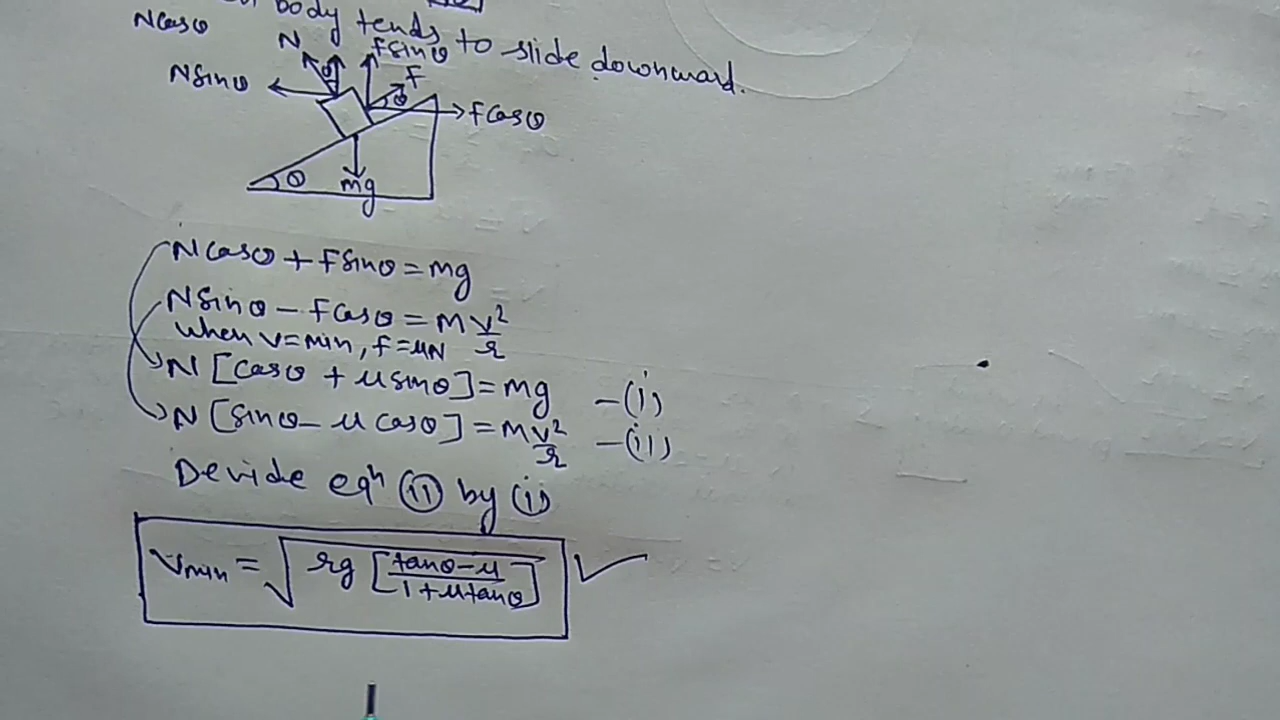 body tends to slide downward.
Ncosθ
N
fsinθ
Nsinθ
θ
f
θ
fcosθ
θ
mg
Ncosθ + fsinθ = mg
Nsinθ - fcosθ = mv²/r
when v=min, f=μN
N[cosθ + μsinθ] = mg -(i)
N[sinθ - μcosθ] = mv²/r -(ii)
Devide eqⁿ (ii) by (i)
Vmin = √rg[tanθ-μ/1+μtanθ]